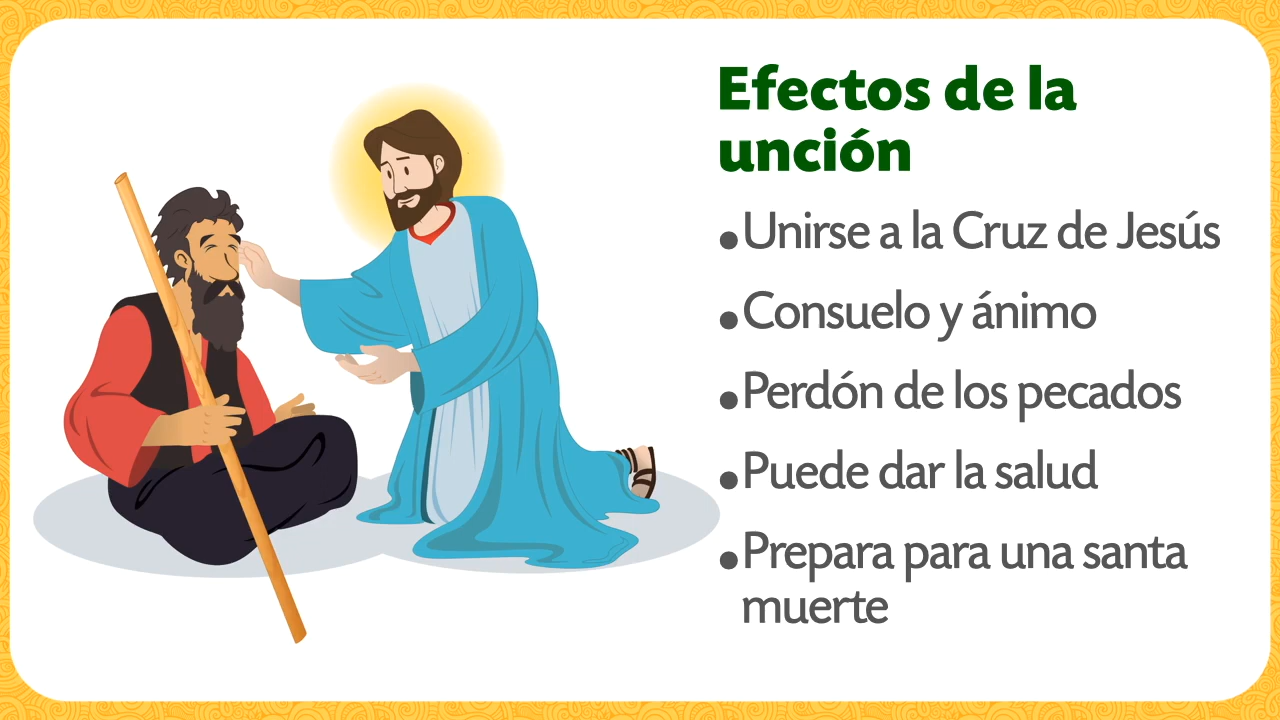 Efectos de la
unción
•Unirse a la Cruz de Jesús
•Consuelo y ánimo
•Perdón de los pecados
•Puede dar la salud
•Prepara para una santa
muerte